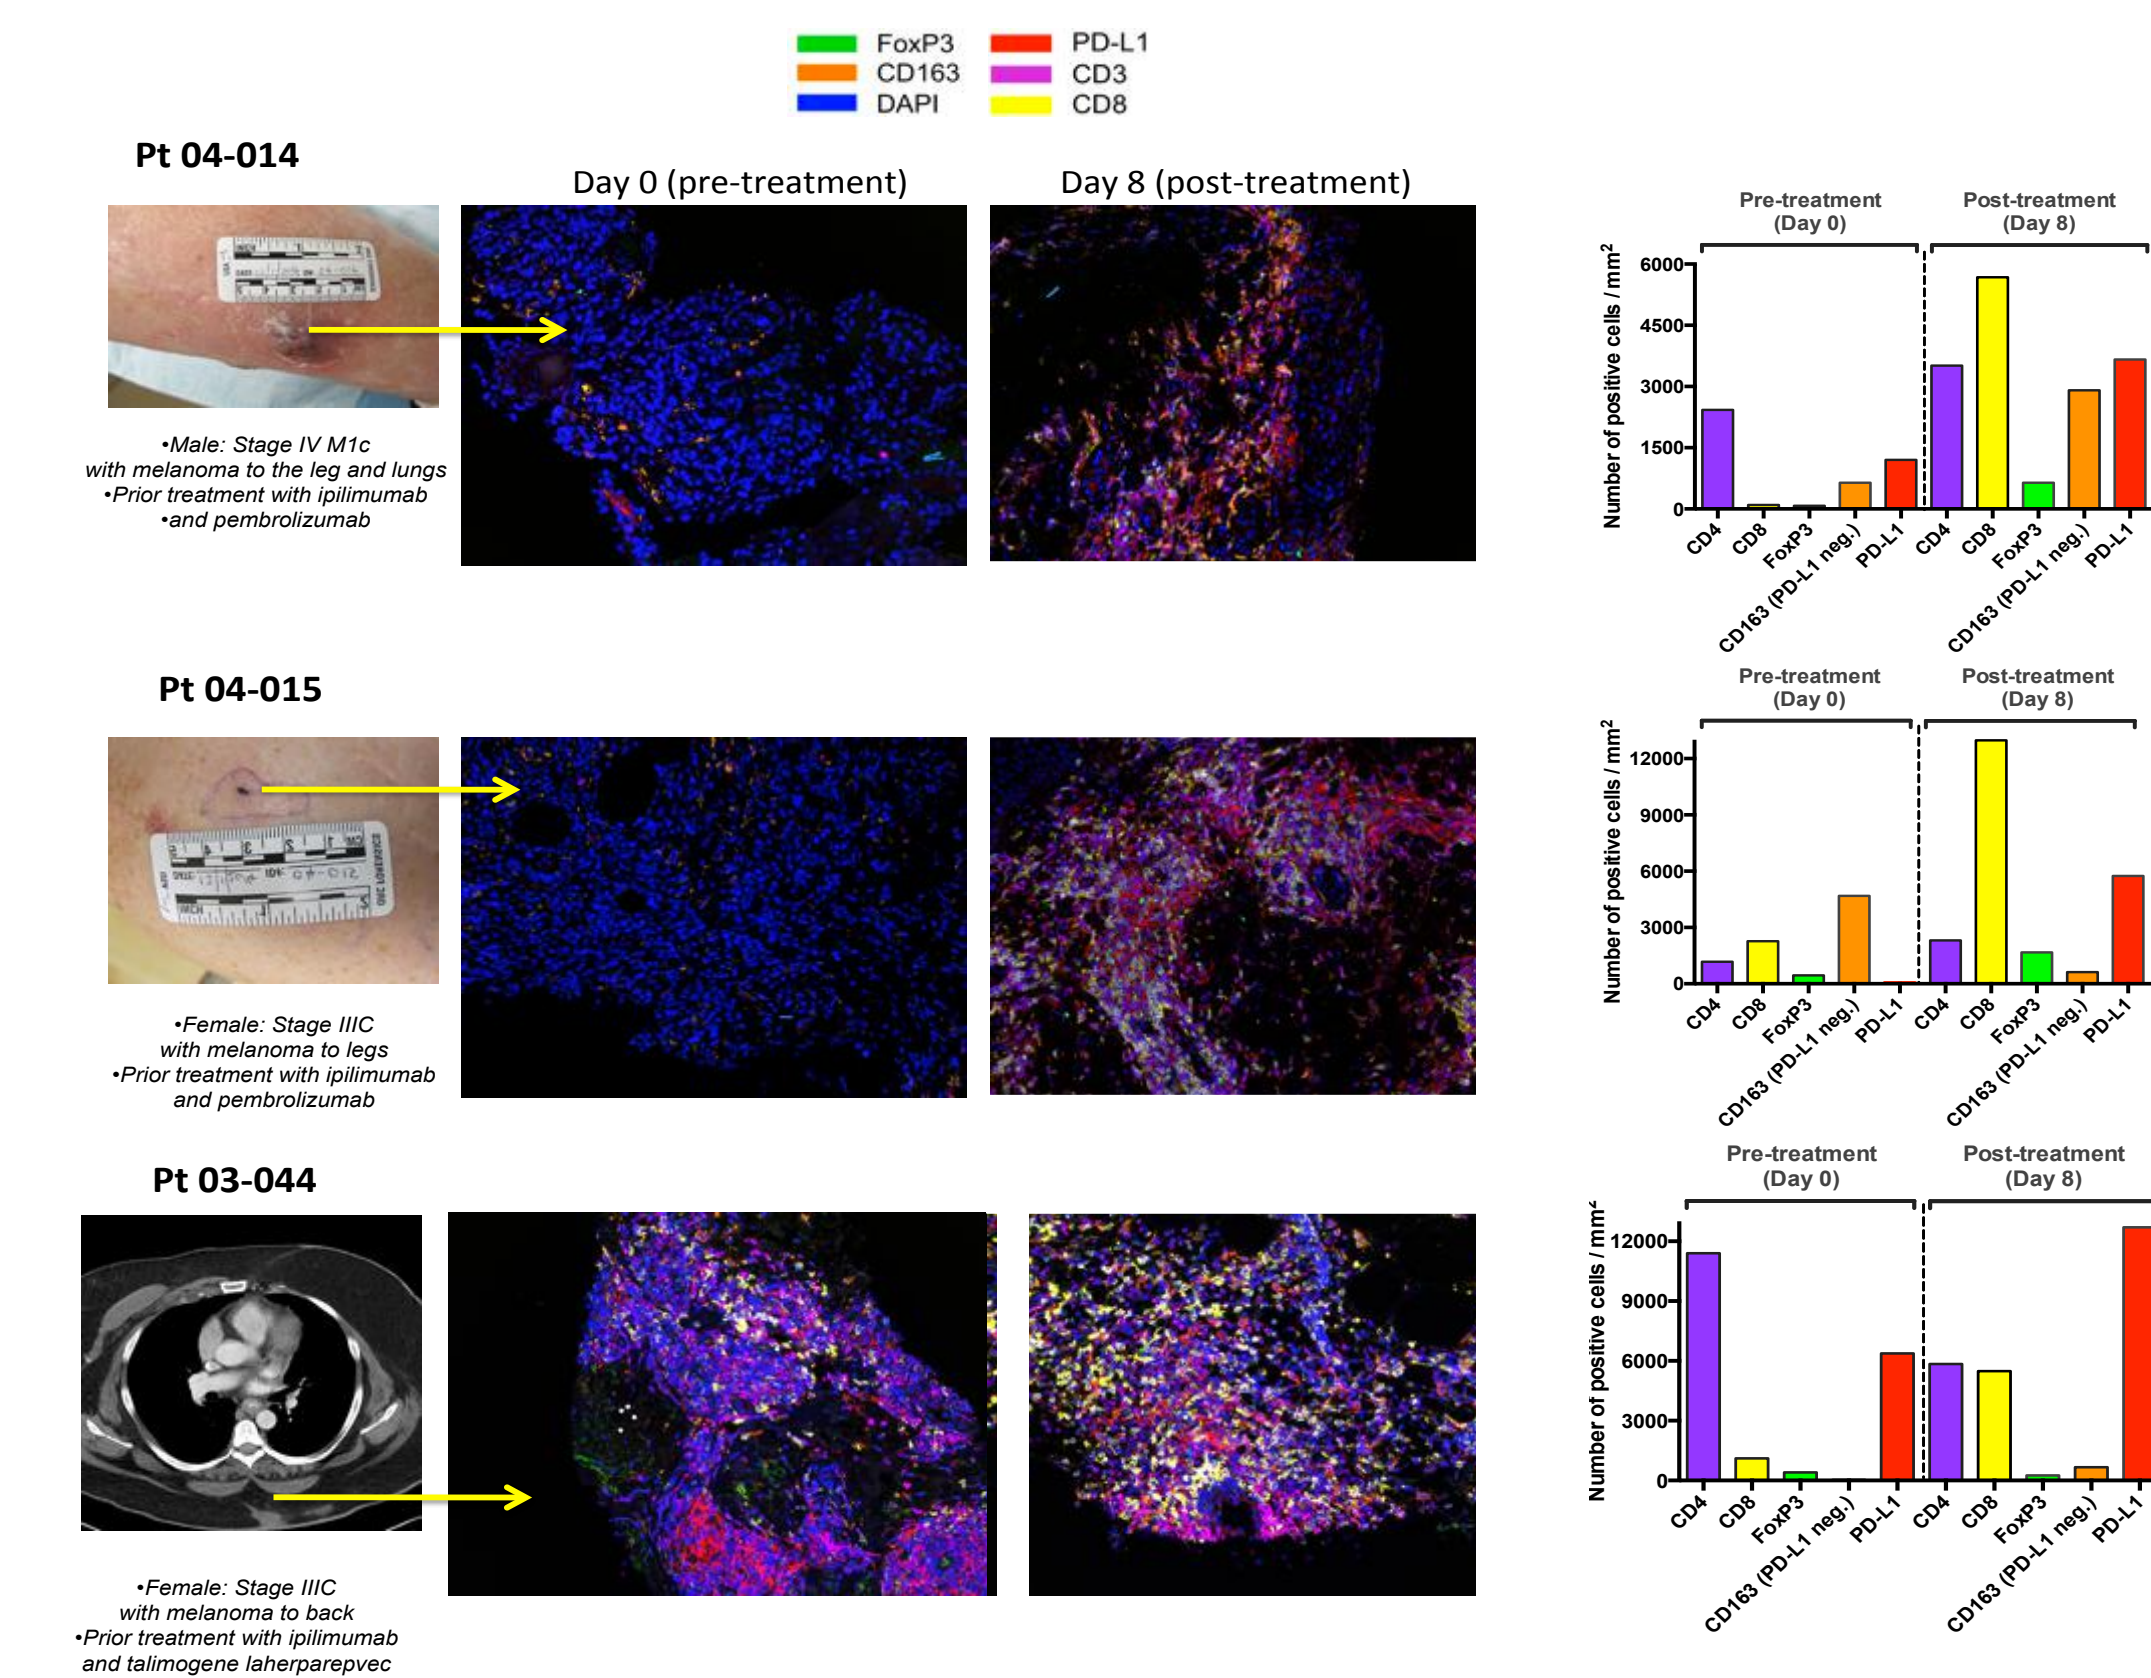 FoxP3 PD-L1
CD163 CD3
DAPI CD8
Pt 04-014
Day 0 (pre-treatment) Day 8 (post-treatment)
•Male: Stage IV M1c
with melanoma to the leg and lungs
•Prior treatment with ipilimumab
•and pembrolizumab
Pre-treatment
(Day 0)
Post-treatment
(Day 8)
Number of positive cells / mm²
6000
4500
3000
1500
0
CD4 CD8 FoxP3 CD163 (PD-L1 neg.) PD-L1 CD4 CD8 FoxP3 CD163 (PD-L1 neg.) PD-L1
Pt 04-015
•Female: Stage IIIC
with melanoma to legs
•Prior treatment with ipilimumab
and pembrolizumab
Pre-treatment
(Day 0)
Post-treatment
(Day 8)
Number of positive cells / mm²
12000
9000
6000
3000
0
CD4 CD8 FoxP3 CD163 (PD-L1 neg.) PD-L1 CD4 CD8 FoxP3 CD163 (PD-L1 neg.) PD-L1
Pt 03-044
•Female: Stage IIIC
with melanoma to back
•Prior treatment with ipilimumab
and talimogene laherparepvec
Pre-treatment
(Day 0)
Post-treatment
(Day 8)
Number of positive cells / mm²
12000
9000
6000
3000
0
CD4 CD8 FoxP3 CD163 (PD-L1 neg.) PD-L1 CD4 CD8 FoxP3 CD163 (PD-L1 neg.) PD-L1